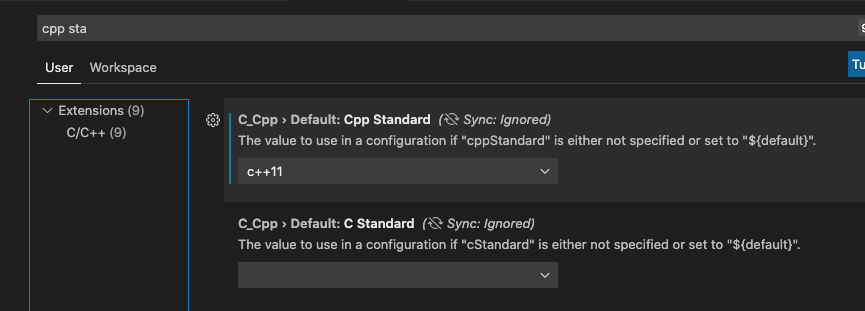 cpp sta
User Workspace
Extensions (9)
C/C++ (9)
C_Cpp › Default: Cpp Standard (Sync: Ignored)
The value to use in a configuration if "cppStandard" is either not specified or set to "${default}".
c++11
C_Cpp › Default: C Standard (Sync: Ignored)
The value to use in a configuration if "cStandard" is either not specified or set to "${default}".